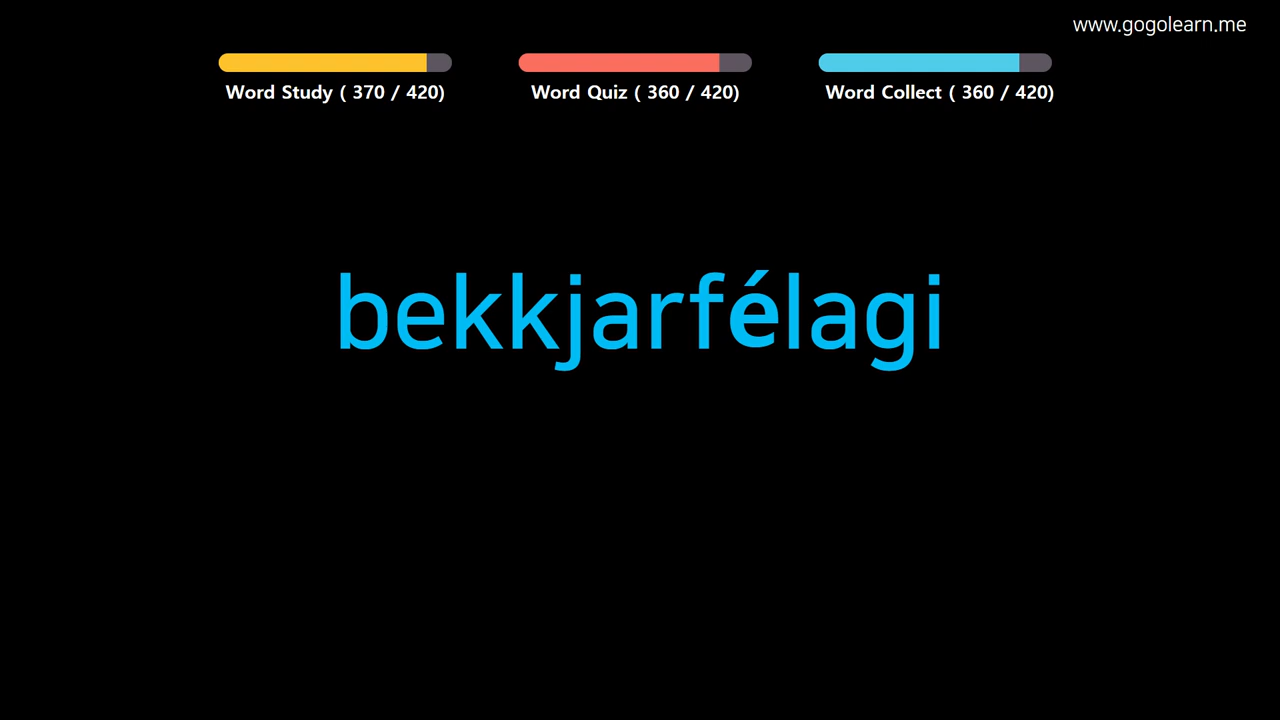 www.gogolearn.me
Word Study ( 370 / 420)
Word Quiz ( 360 / 420)
Word Collect ( 360 / 420)
bekkjarfélagi